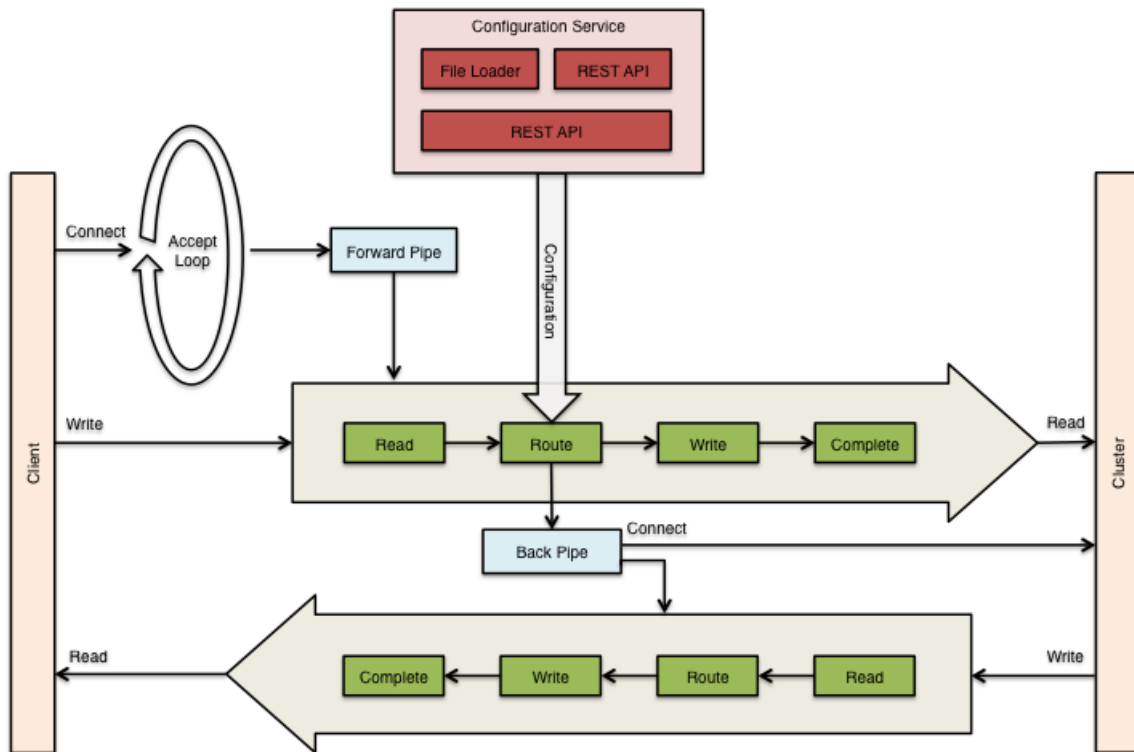 Configuration Service
File Loader
REST API
REST API
Connect
Accept
Loop
Forward Pipe
Configuration
Client
Write
Read
Route
Write
Complete
Read
Cluster
Back Pipe
Connect
Read
Complete
Write
Route
Read
Write